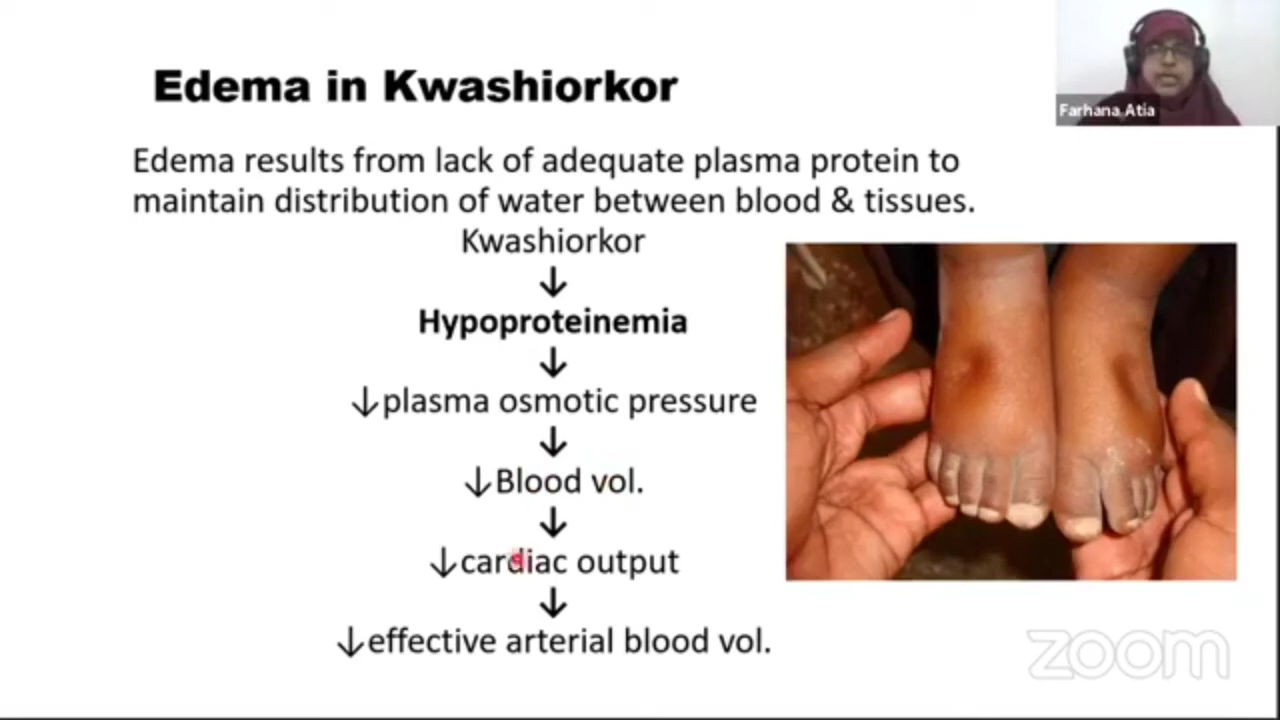 Edema in Kwashiorkor
Farhana Atia
Edema results from lack of adequate plasma protein to
maintain distribution of water between blood & tissues.
Kwashiorkor
↓
Hypoproteinemia
↓
↓plasma osmotic pressure
↓
↓Blood vol.
↓
↓cardiac output
↓
↓effective arterial blood vol.
zoom